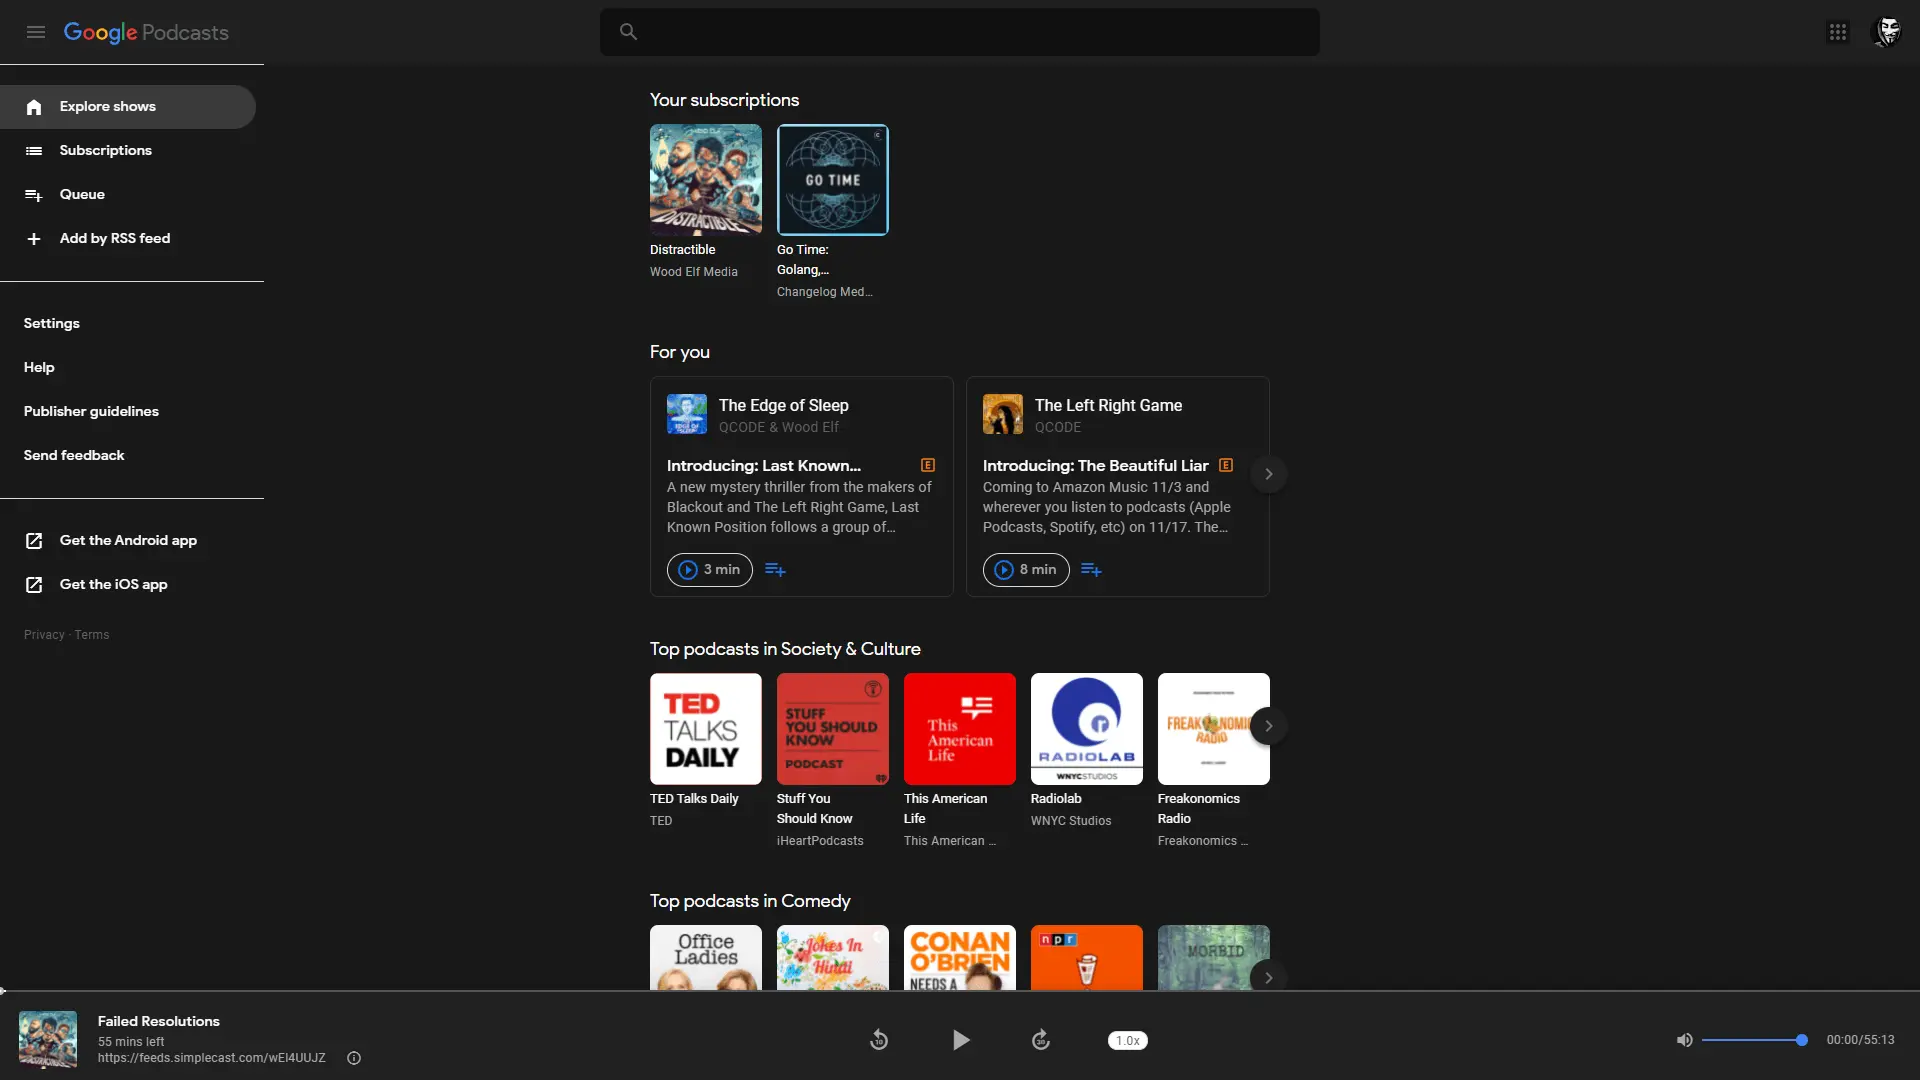 Google Podcasts
Explore shows
Subscriptions
Queue
Add by RSS feed
Settings
Help
Publisher guidelines
Send feedback
Get the Android app
Get the iOS app
Privacy · Terms
Your subscriptions
DISTRACTIBLE
GO TIME
Distractible
Wood Elf Media
Go Time:
Golang,...
Changelog Med...
For you
The Edge of Sleep
QCODE & Wood Elf
Introducing: Last Known... E
A new mystery thriller from the makers of
Blackout and The Left Right Game, Last
Known Position follows a group of...
3 min
The Left Right Game
QCODE
Introducing: The Beautiful Liar E
Coming to Amazon Music 11/3 and
wherever you listen to podcasts (Apple
Podcasts, Spotify, etc) on 11/17. The...
8 min
Top podcasts in Society & Culture
TED
TALKS
DAILY
TED Talks Daily
TED
STUFF
YOU SHOULD
KNOW
PODCAST
Stuff You
Should Know
iHeartPodcasts
This
American
Life
This American
Life
This American ...
RADIOLAB
WNYCSTUDIOS
Radiolab
WNYC Studios
FREAKONOMICS
RADIO
Freakonomics
Radio
Freakonomics ...
Top podcasts in Comedy
Office
Ladies
Jokes In
Hindi
CONAN
O'BRIEN
NEEDS A
npr
MORBID
Failed Resolutions
55 mins left
https://feeds.simplecast.com/wEl4UUJZ
10
30
1.0x
00:00/55:13